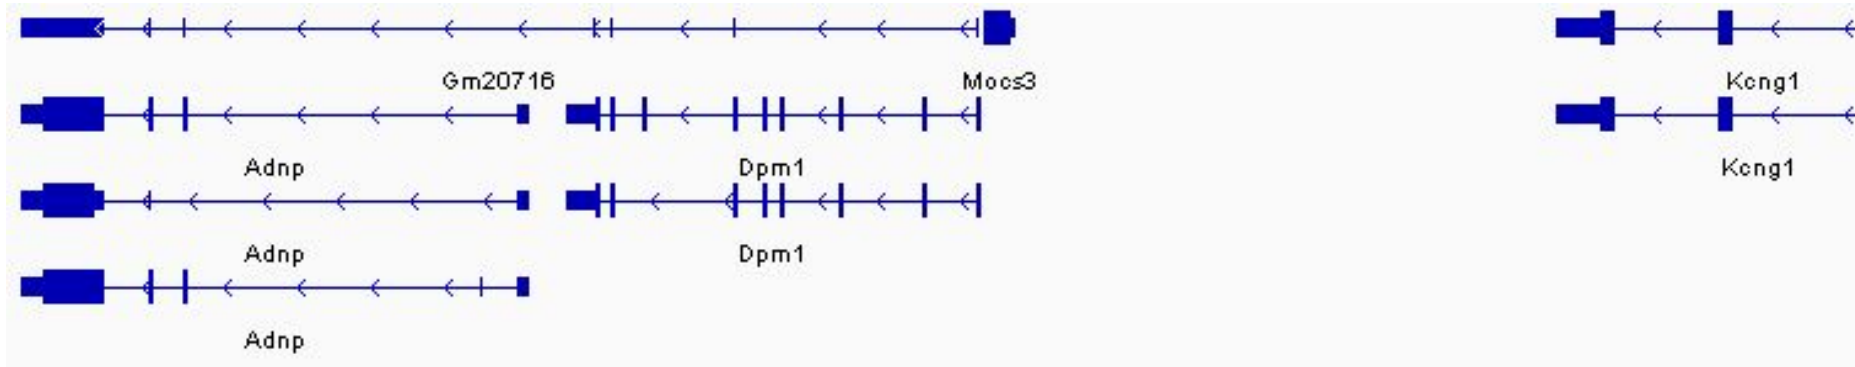 Gm20716 Mocs3 Kcng1
Adnp Dpm1 Kcng1
Adnp Dpm1
Adnp